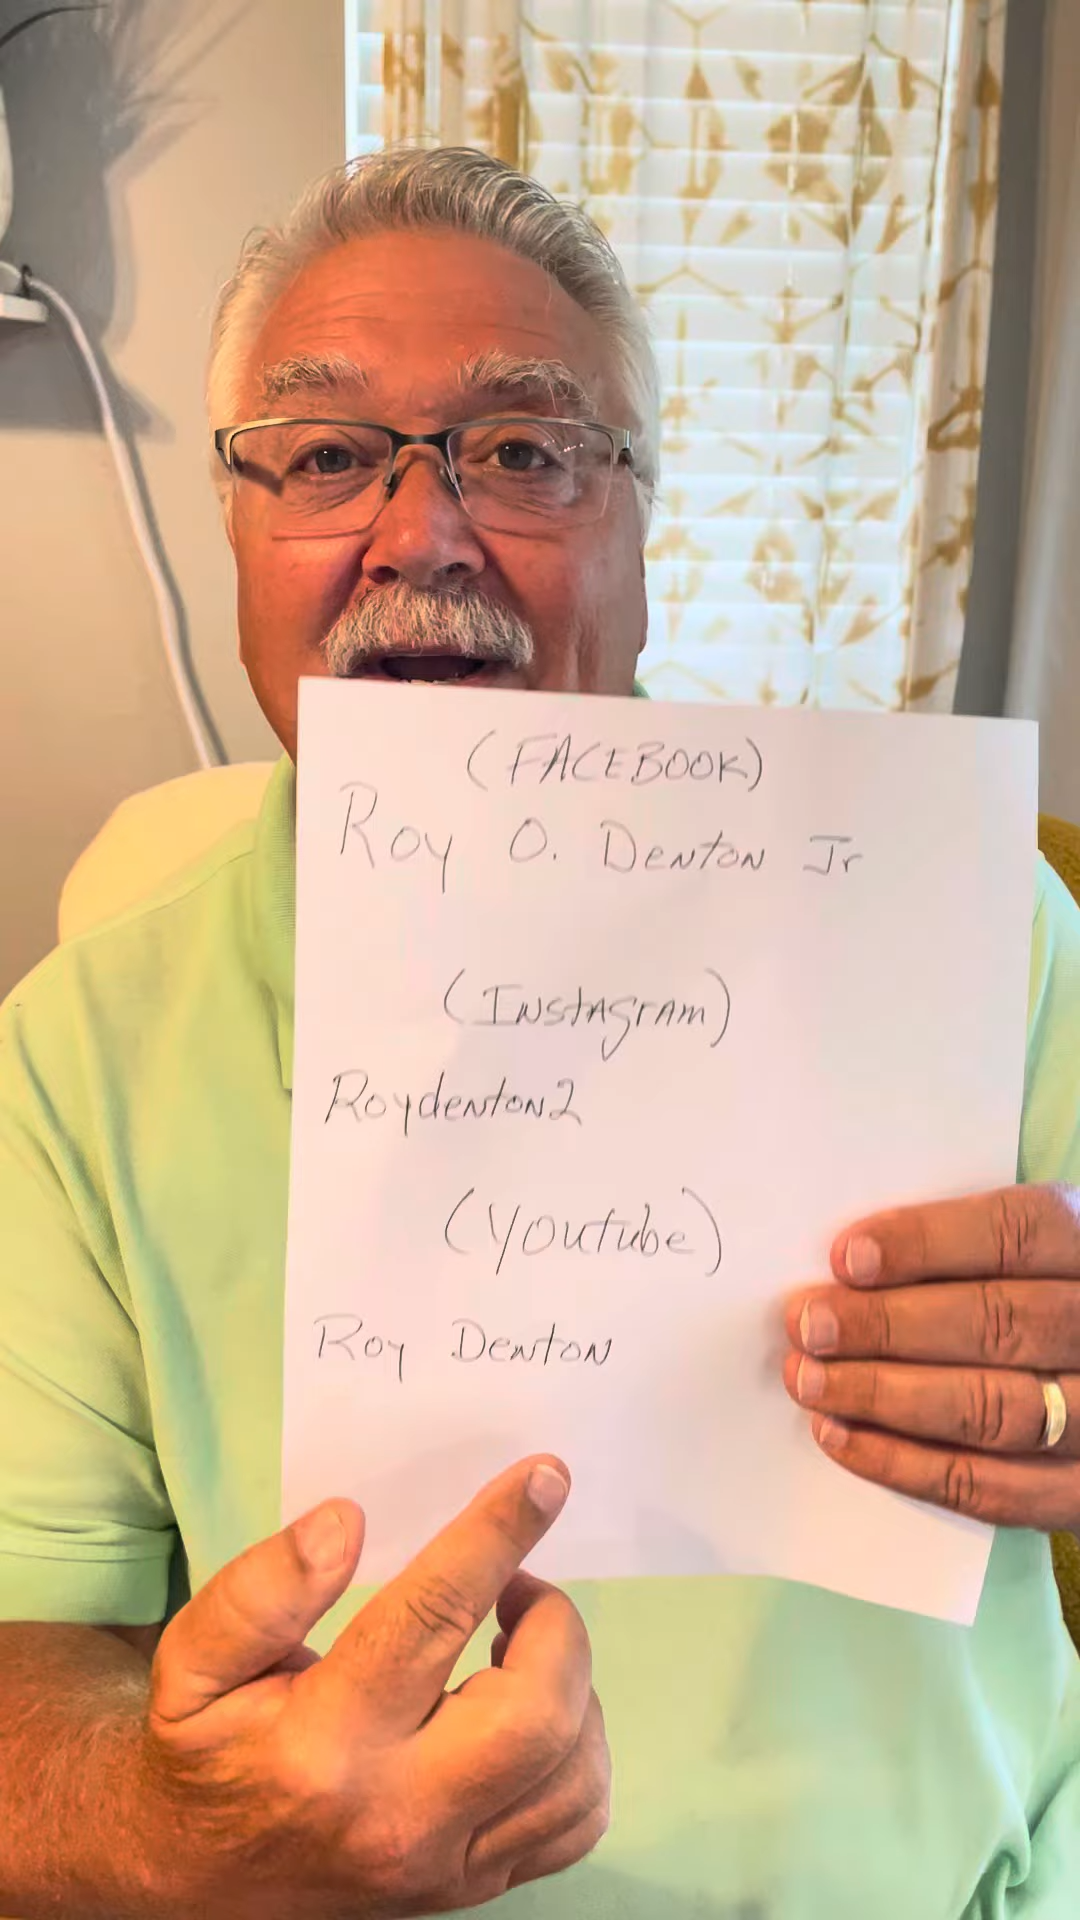 (FACEBOOK)
Roy O. Denton Jr
(Instagram)
Roydenton2
(Youtube)
Roy Denton